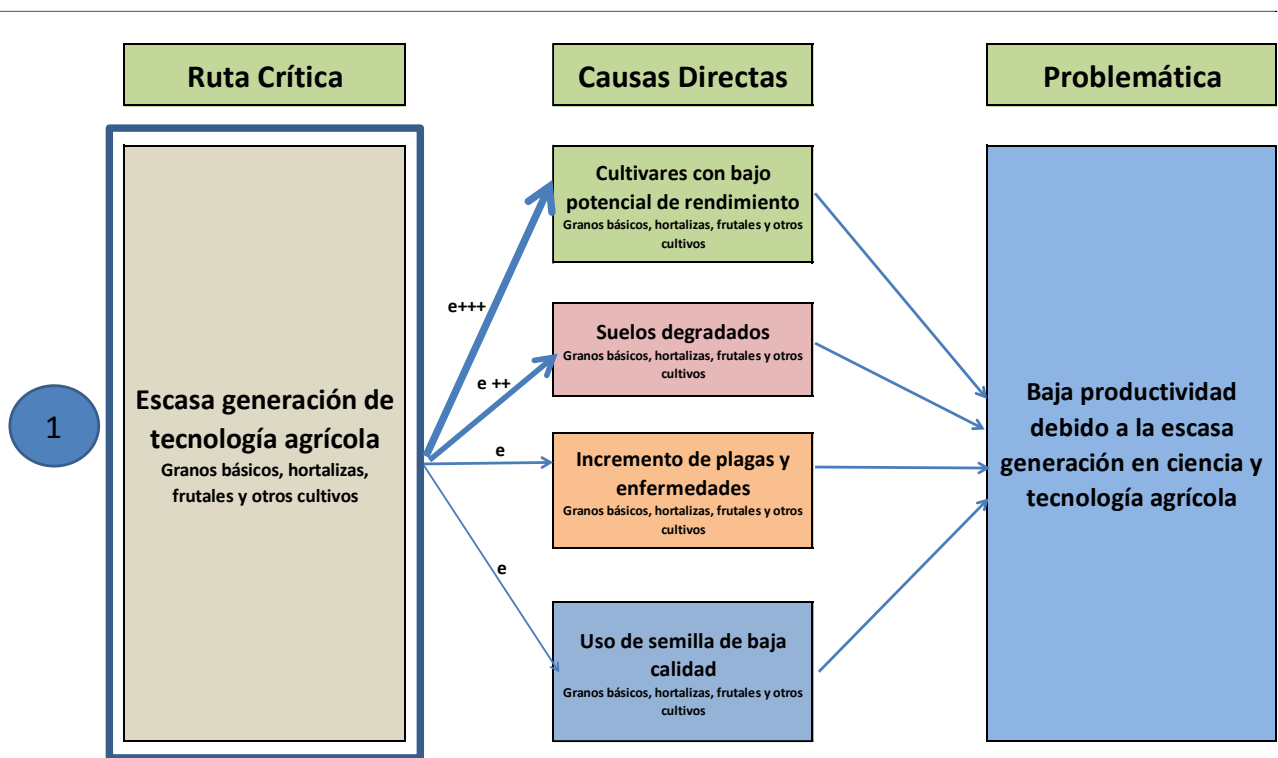 Ruta Crítica
Causas Directas
Problemática
1
Escasa generación de
tecnología agrícola
Granos básicos, hortalizas,
frutales y otros cultivos
e+++
e ++
e
e
Cultivares con bajo
potencial de rendimiento
Granos básicos, hortalizas, frutales y otros
cultivos
Suelos degradados
Granos básicos, hortalizas, frutales y otros
cultivos
Incremento de plagas y
enfermedades
Granos básicos, hortalizas, frutales y otros
cultivos
Uso de semilla de baja
calidad
Granos básicos, hortalizas, frutales y otros
cultivos
Baja productividad
debido a la escasa
generación en ciencia y
tecnología agrícola